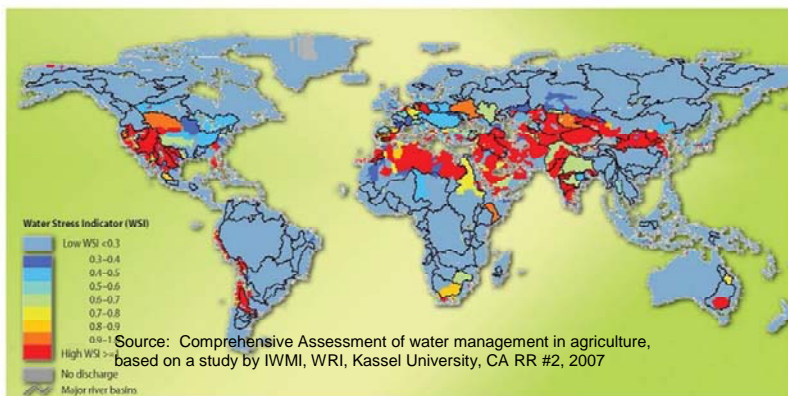 Water Stress Indicator (WSI)
Low WSI <0.3
0.3–0.4
0.4–0.5
0.5–0.6
0.6–0.7
0.7–0.8
0.8–0.9
High WSI
No discharge
Major river basins
Source: Comprehensive Assessment of water management in agriculture,
based on a study by IWMI, WRI, Kassel University, CA RR #2, 2007